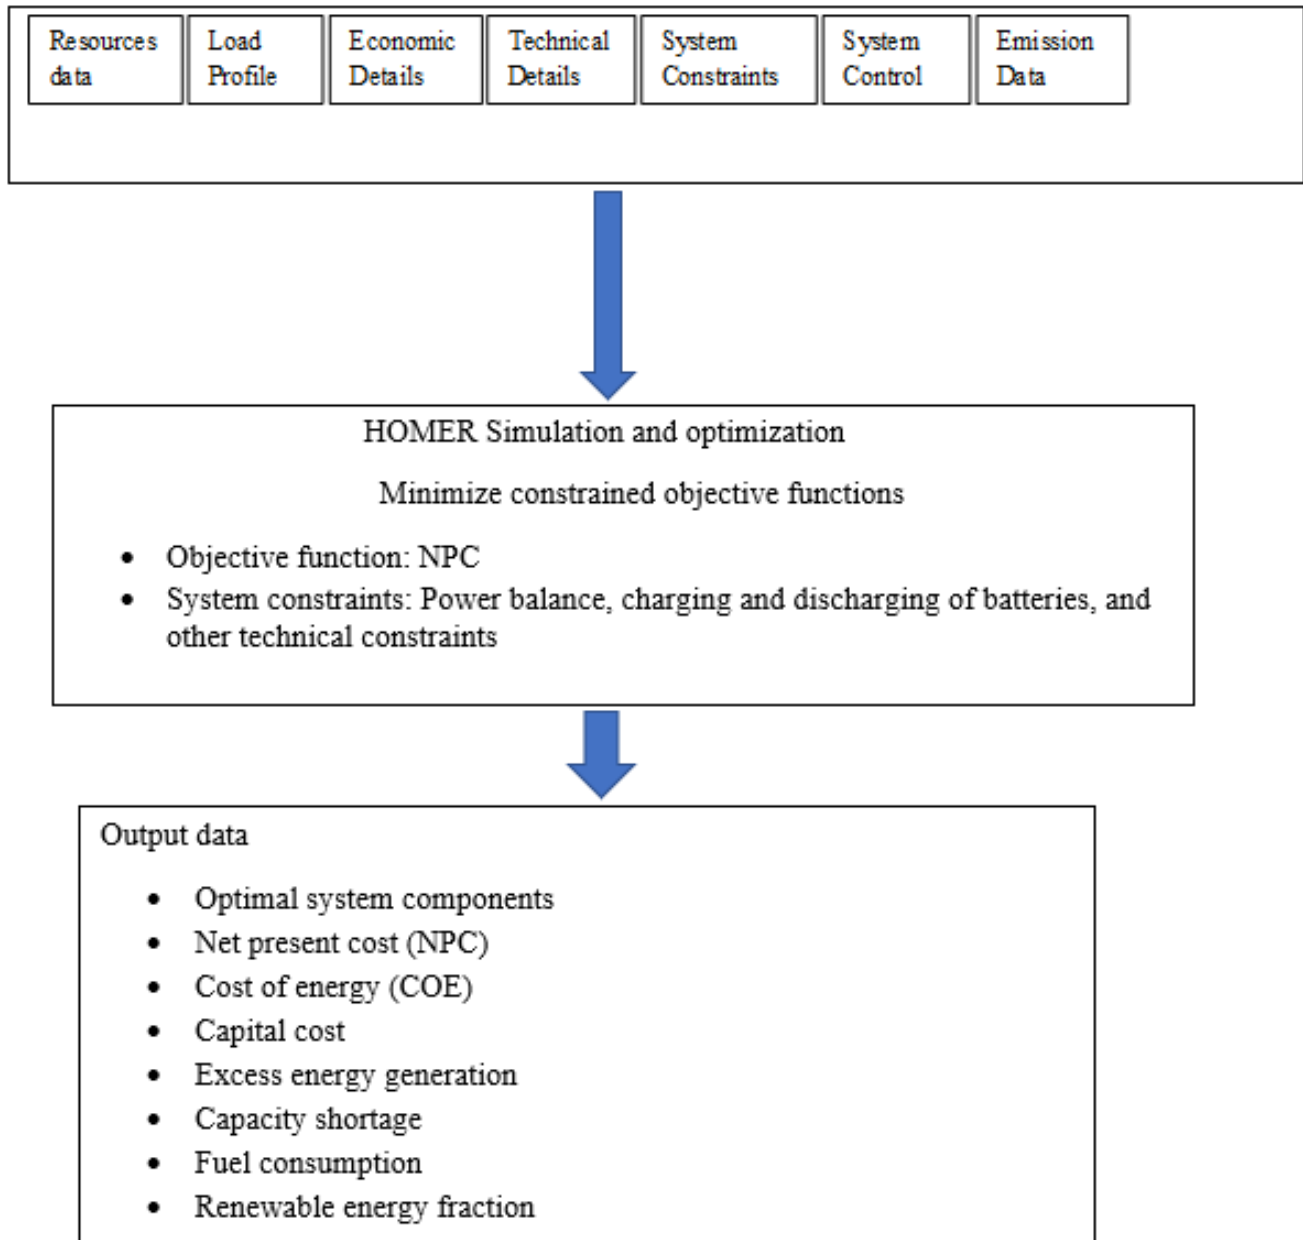 Resources
data
Load
Profile
Economic
Details
Technical
Details
System
Constraints
System
Control
Emission
Data
HOMER Simulation and optimization
Minimize constrained objective functions
• Objective function: NPC
• System constraints: Power balance, charging and discharging of batteries, and
other technical constraints
Output data
• Optimal system components
• Net present cost (NPC)
• Cost of energy (COE)
• Capital cost
• Excess energy generation
• Capacity shortage
• Fuel consumption
• Renewable energy fraction